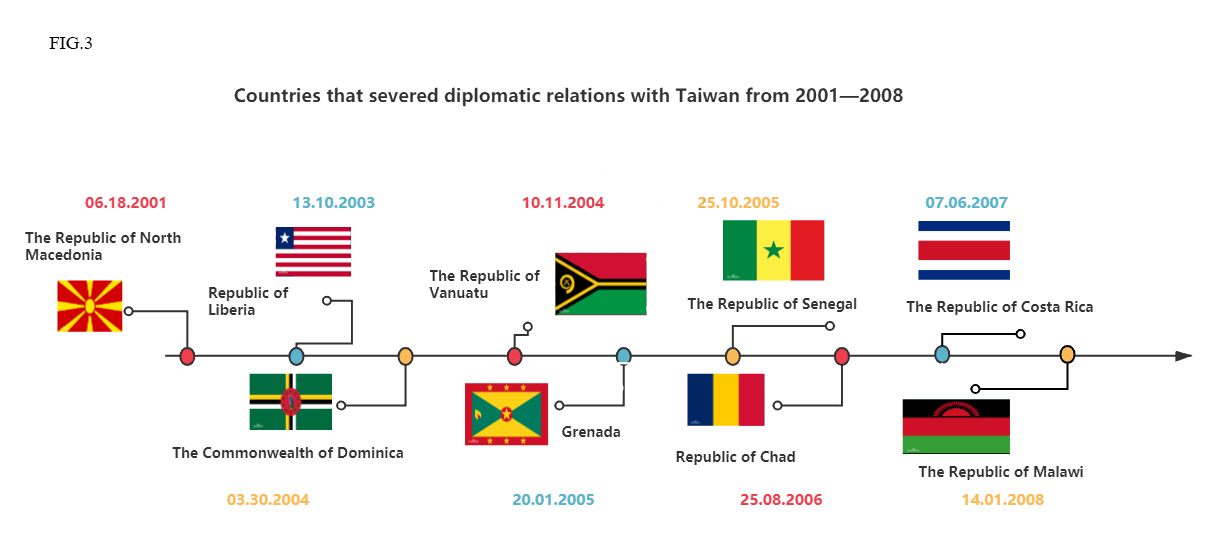 FIG.3
Countries that severed diplomatic relations with Taiwan from 2001—2008
06.18.2001
13.10.2003
10.11.2004
25.10.2005
07.06.2007
The Republic of North
Macedonia
Republic of
Liberia
The Republic of
Vanuatu
The Republic of Senegal
The Republic of Costa Rica
The Commonwealth of Dominica
Grenada
Republic of Chad
The Republic of Malawi
03.30.2004
20.01.2005
25.08.2006
14.01.2008